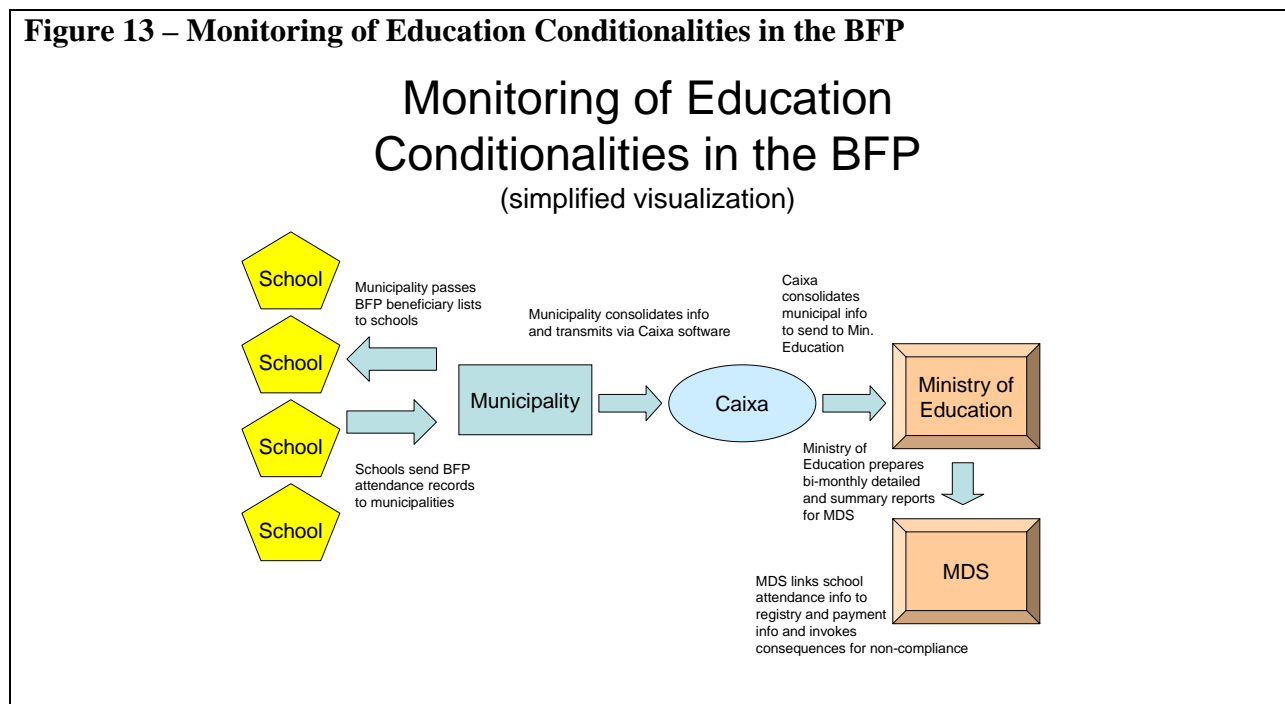 Figure 13 – Monitoring of Education Conditionalities in the BFP
Monitoring of Education
Conditionalities in the BFP
(simplified visualization)
School
School
School
School
Municipality passes
BFP beneficiary lists
to schools
Schools send BFP
attendance records
to municipalities
Municipality
Municipality consolidates info
and transmits via Caixa software
Caixa
Caixa
consolidates
municipal info
to send to Min.
Education
Ministry of
Education
Ministry of
Education prepares
bi-monthly detailed
and summary reports
for MDS
MDS
MDS links school
attendance info to
registry and payment
info and invokes
consequences for non-compliance